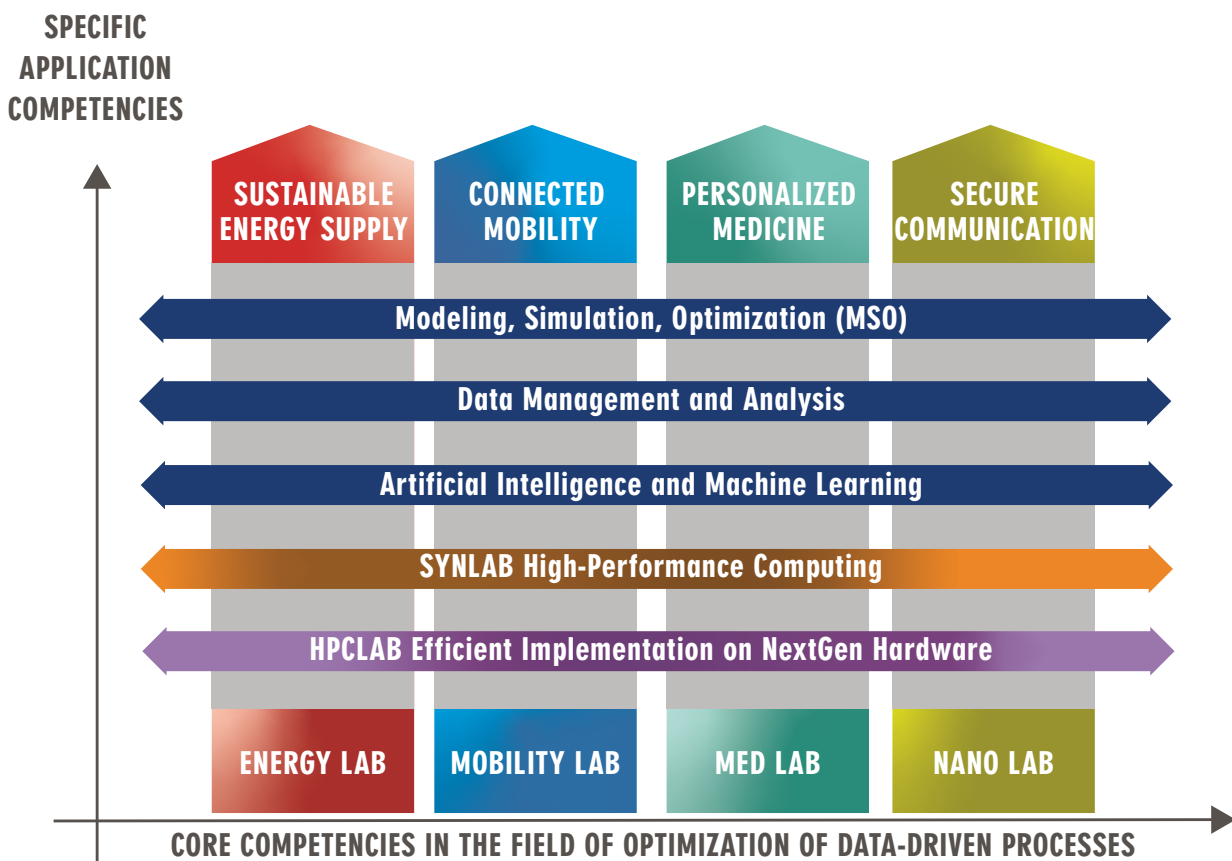 SPECIFIC
APPLICATION
COMPETENCIES
SUSTAINABLE
ENERGY SUPPLY
CONNECTED
MOBILITY
PERSONALIZED
MEDICINE
SECURE
COMMUNICATION
Modeling, Simulation, Optimization (MSO)
Data Management and Analysis
Artificial Intelligence and Machine Learning
SYNLAB High-Performance Computing
HPCLAB Efficient Implementation on NextGen Hardware
ENERGY LAB
MOBILITY LAB
MED LAB
NANO LAB
CORE COMPETENCIES IN THE FIELD OF OPTIMIZATION OF DATA-DRIVEN PROCESSES